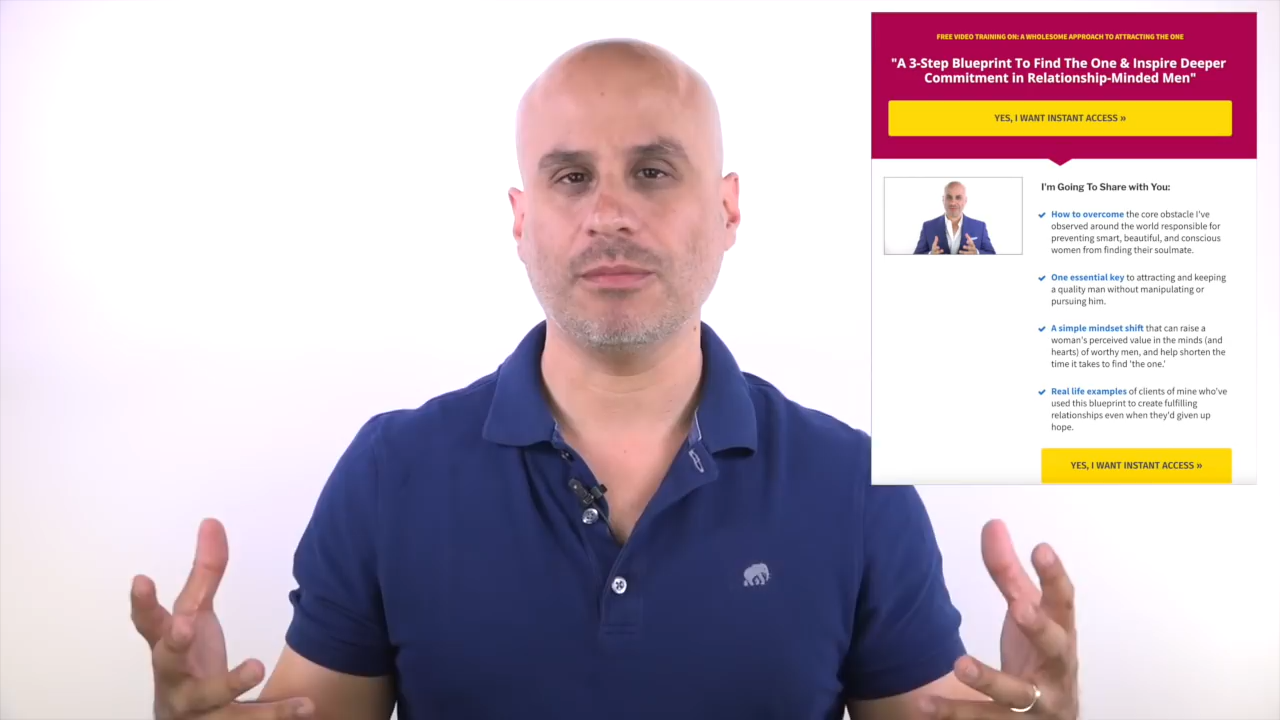 FREE VIDEO TRAINING ON: A WHOLESOME APPROACH TO ATTRACTING THE ONE
"A 3-Step Blueprint To Find The One & Inspire Deeper
Commitment in Relationship-Minded Men"
YES, I WANT INSTANT ACCESS »
I'm Going To Share with You:
How to overcome the core obstacle I've
observed around the world responsible for
preventing smart, beautiful, and conscious
women from finding their soulmate.
One essential key to attracting and keeping
a quality man without manipulating or
pursuing him.
A simple mindset shift that can raise a
woman's perceived value in the minds (and
hearts) of worthy men, and help shorten the
time it takes to find 'the one.'
Real life examples of clients of mine who've
used this blueprint to create fulfilling
relationships even when they'd given up
hope.
YES, I WANT INSTANT ACCESS »